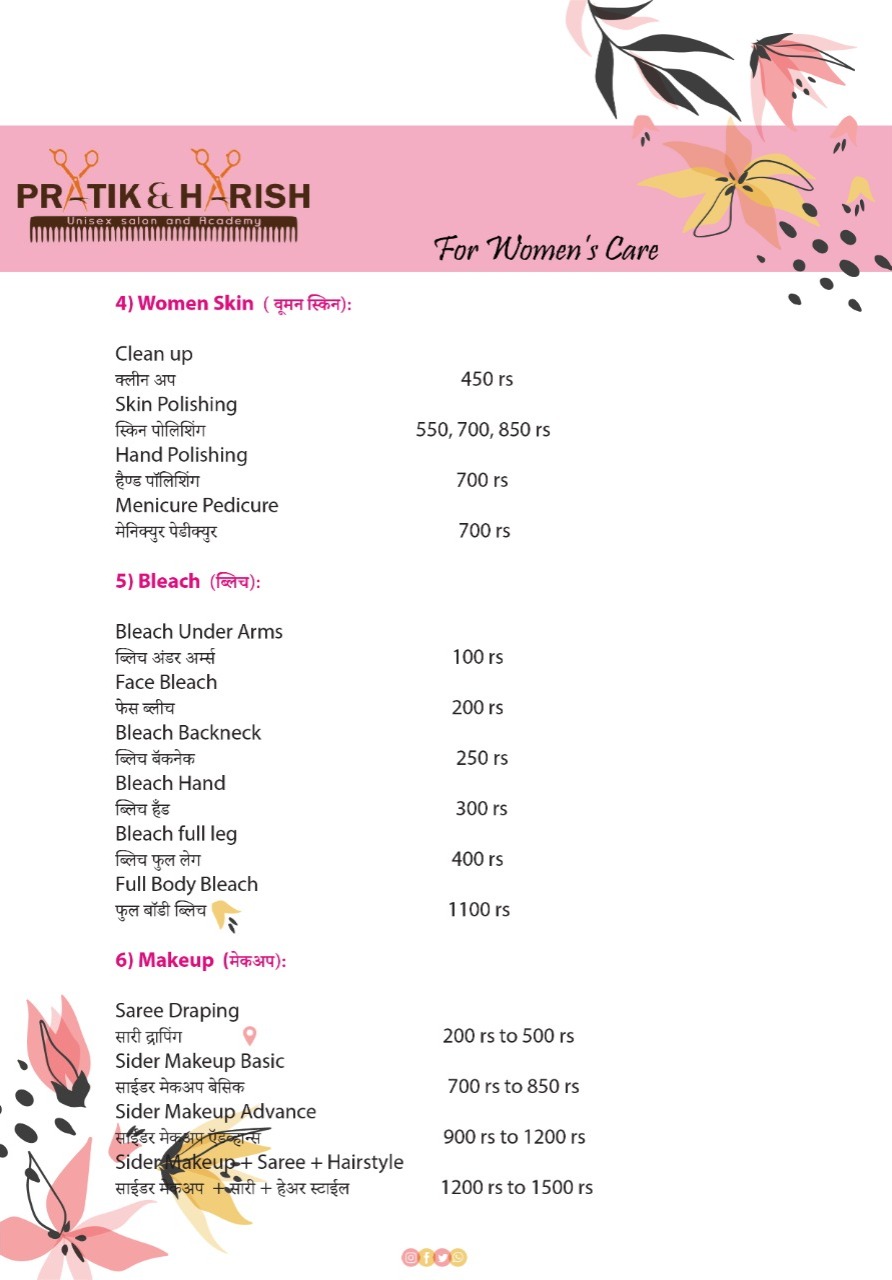 PRATIK & HARISH
Unisex salon and Academy
For Women's Care
4) Women Skin ( वूमन स्किन):
Clean up
क्लीन अप 450 rs
Skin Polishing
स्किन पोलिशिंग 550, 700, 850 rs
Hand Polishing
हैण्ड पॉलिशिंग 700 rs
Menicure Pedicure
मेनिक्युर पेडीक्युर 700 rs
5) Bleach (ब्लिच):
Bleach Under Arms
ब्लिच अंडर अर्म्स 100 rs
Face Bleach
फेस ब्लीच 200 rs
Bleach Backneck
ब्लिच बॅकनेक 250 rs
Bleach Hand
ब्लिच हँड 300 rs
Bleach full leg
ब्लिच फुल लेग 400 rs
Full Body Bleach
फुल बॉडी ब्लिच 1100 rs
6) Makeup (मेकअप):
Saree Draping
सारी द्रापिंग 200 rs to 500 rs
Sider Makeup Basic
साईडर मेकअप बेसिक 700 rs to 850 rs
Sider Makeup Advance
साईडर मेकअप ऍडव्हान्स 900 rs to 1200 rs
Sider Makeup + Saree + Hairstyle
साईडर मेकअप + सारी + हेअर स्टाईल 1200 rs to 1500 rs